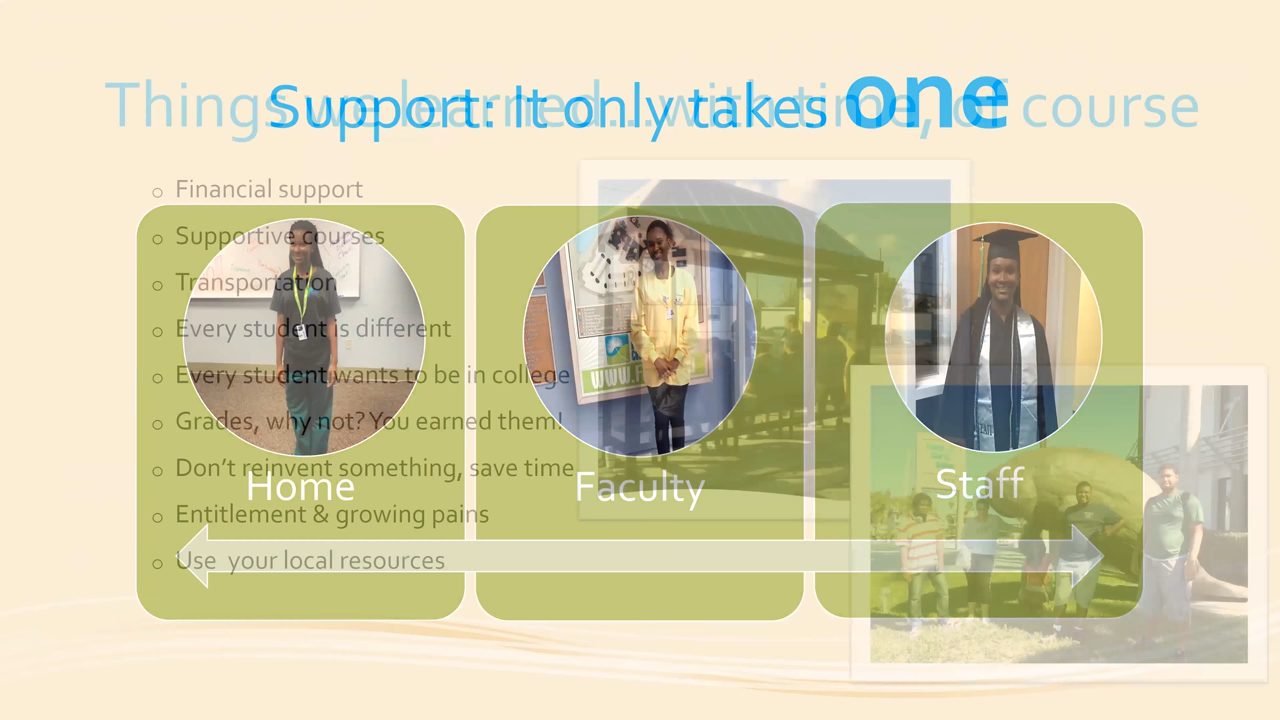 Things we learned... with time, of course
Support: It only takes one
Financial support
Supportive courses
Transportation
Every student is different
Every student wants to be in college
Grades, why not? You earned them!
Don't reinvent something, save time
Entitlement & growing pains
Use your local resources
Home
Faculty
Staff